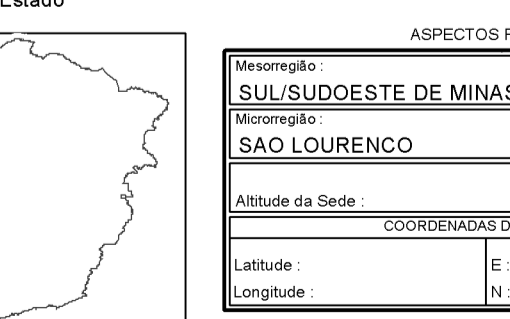 Estado
ASPECTOS
Mesorregião :
SUL/SUDOESTE DE MINAS
Microrregião :
SAO LOURENCO
Altitude da Sede :
COORDENADAS
Latitude :
E :
Longitude :
N :